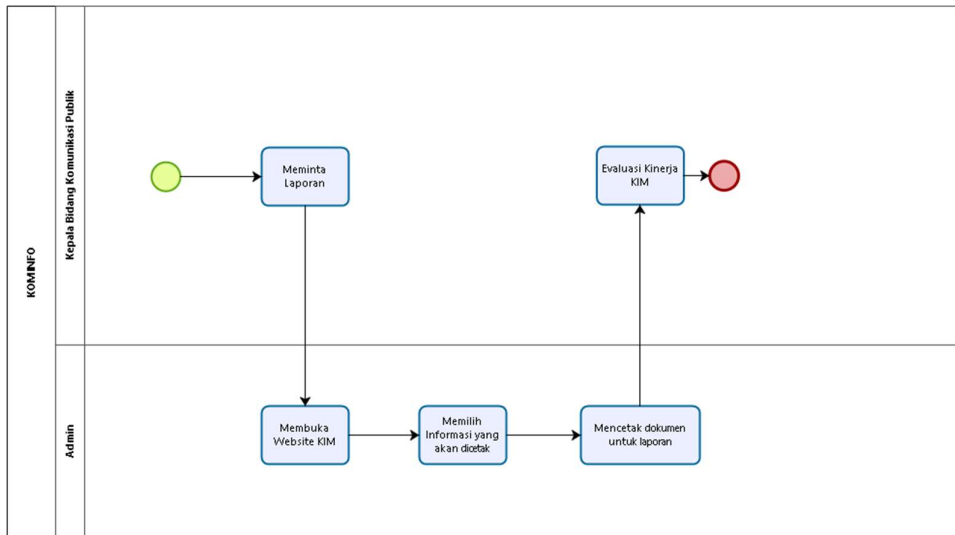 KOMINFO
Kepala Bidang Komunikasi Publik
Meminta
Laporan
Evaluasi Kinerja
KIM
Admin
Membuka
Website KIM
Memilih
Informasi yang
akan dicetak
Mencetak dokumen
untuk laporan